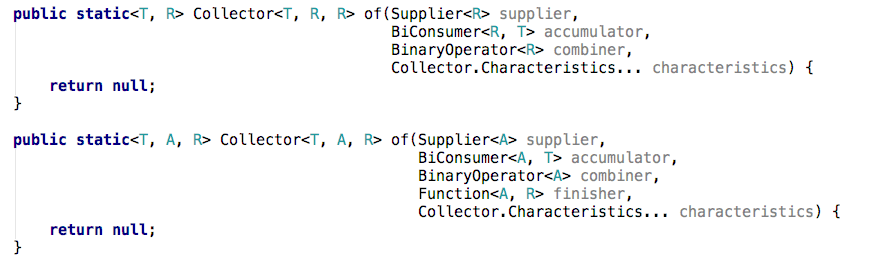 public static<T, R> Collector<T, R, R> of(Supplier<R> supplier,
                                          BiConsumer<R, T> accumulator,
                                          BinaryOperator<R> combiner,
                                          Collector.Characteristics... characteristics) {
    return null;
}

public static<T, A, R> Collector<T, A, R> of(Supplier<A> supplier,
                                             BiConsumer<A, T> accumulator,
                                             BinaryOperator<A> combiner,
                                             Function<A, R> finisher,
                                             Collector.Characteristics... characteristics) {
    return null;
}